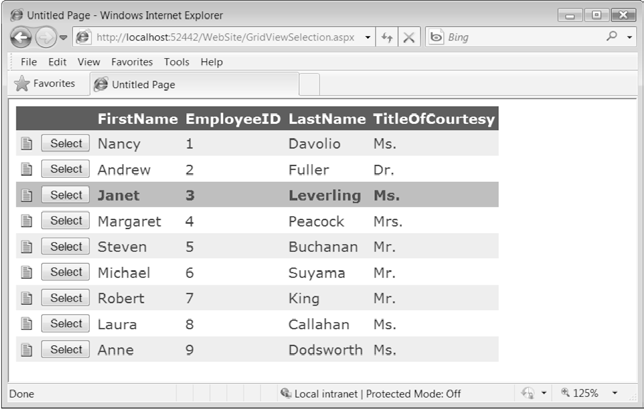 Untitled Page - Windows Internet Explorer
http://localhost:52442/WebSite/GridViewSelection.aspx Bing
File Edit View Favorites Tools Help
Favorites Untitled Page
FirstName EmployeeID LastName TitleOfCourtesy
Select Nancy 1 Davolio Ms.
Select Andrew 2 Fuller Dr.
Select Janet 3 Leverling Ms.
Select Margaret 4 Peacock Mrs.
Select Steven 5 Buchanan Mr.
Select Michael 6 Suyama Mr.
Select Robert 7 King Mr.
Select Laura 8 Callahan Ms.
Select Anne 9 Dodsworth Ms.
Done Local intranet | Protected Mode: Off 125%